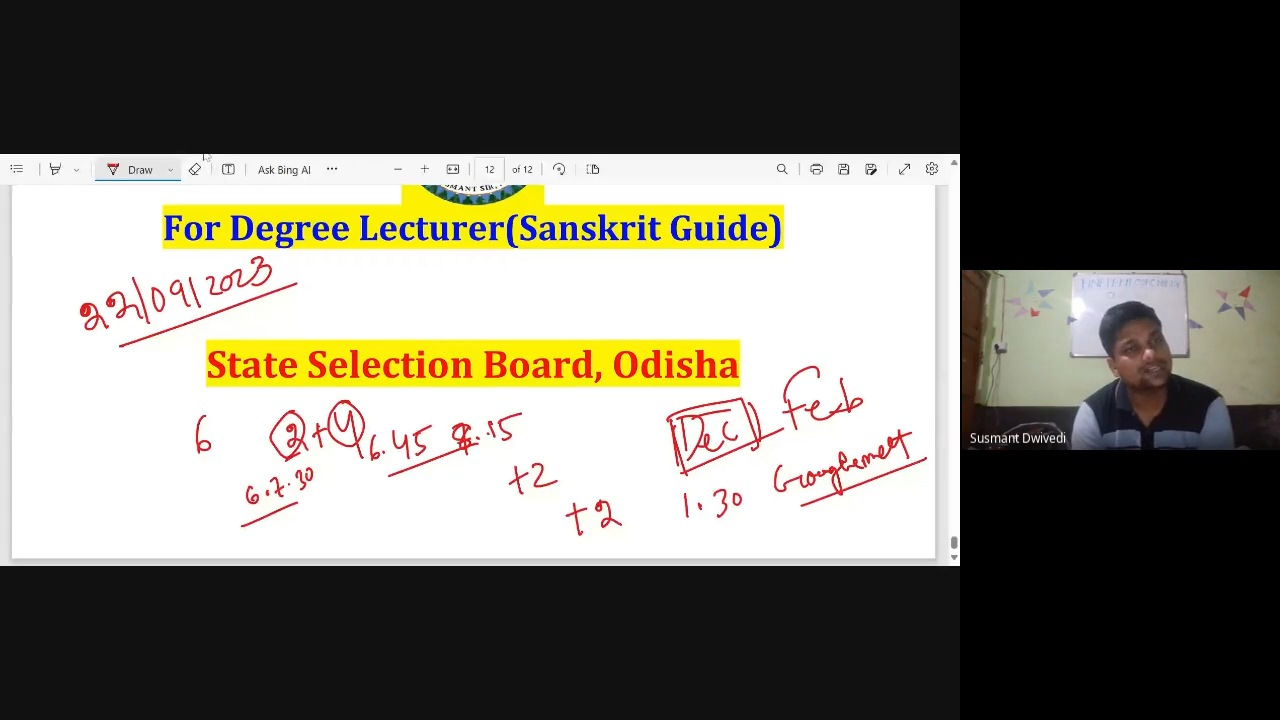 Draw
Ask Bing AI
12 of 12
For Degree Lecturer(Sanskrit Guide)
22/09/2023
State Selection Board, Odisha
6 2+4 6.45
Dec Feb
6.7.30
+2
+2
1.30
Susmant Dwivedi